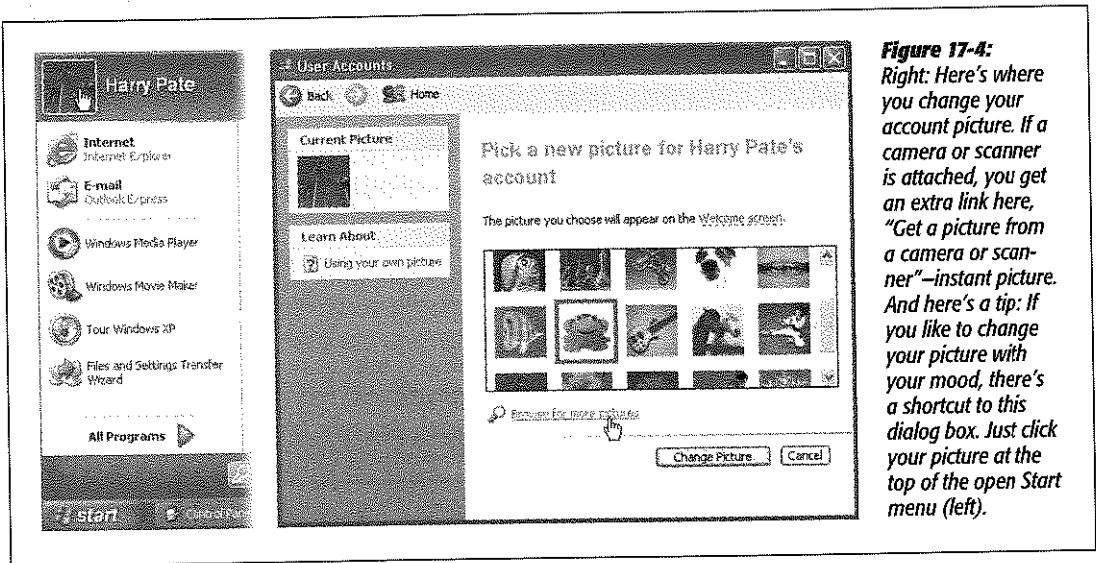 Harry Pate
Internet
Internet Explorer
E-mail
Outlook Express
Windows Media Player
Windows Movie Maker
Tour Windows XP
Files and Settings Transfer
Wizard
All Programs
start
User Accounts
Back
Home
Current Picture
Learn About
Using your own picture
Pick a new picture for Harry Pate's
account
The picture you choose will appear on the Welcome screen.
Browse for more pictures
Change Picture
Cancel
Figure 17-4:
Right: Here's where
you change your
account picture. If a
camera or scanner
is attached, you get
an extra link here,
"Get a picture from
a camera or scan-
ner"—instant picture.
And here's a tip: If
you like to change
your picture with
your mood, there's
a shortcut to this
dialog box. Just click
your picture at the
top of the open Start
menu (left).